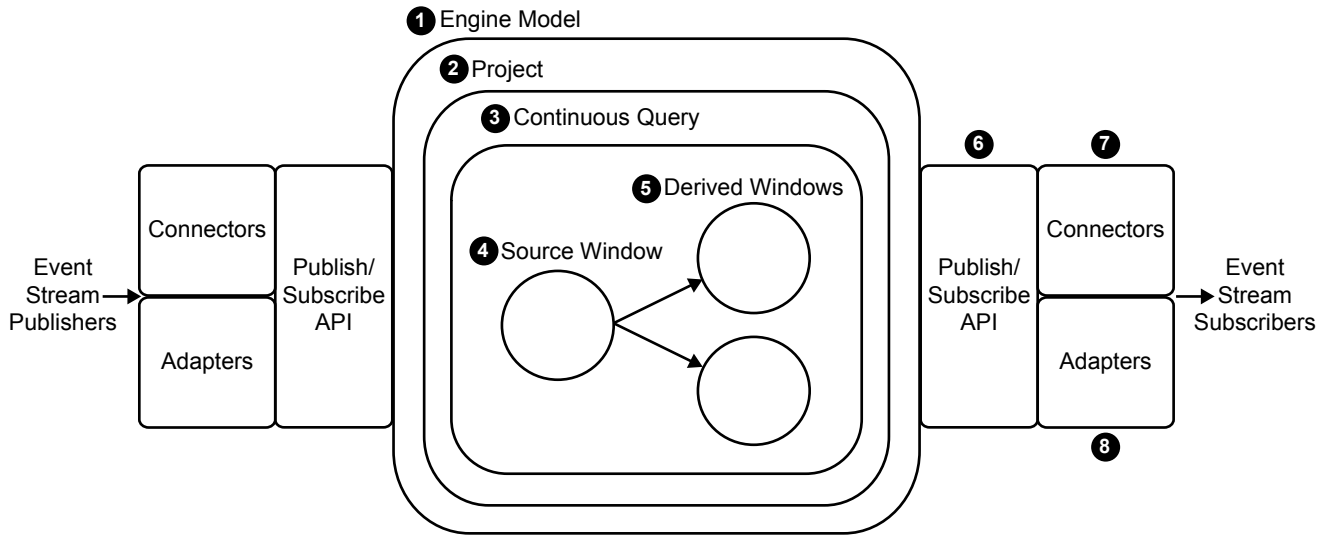 1 Engine Model
2 Project
3 Continuous Query
6
7
5 Derived Windows
4 Source Window
Connectors
Adapters
Event
Stream
Publishers
Publish/
Subscribe
API
Publish/
Subscribe
API
Connectors
Adapters
8
Event
Stream
Subscribers